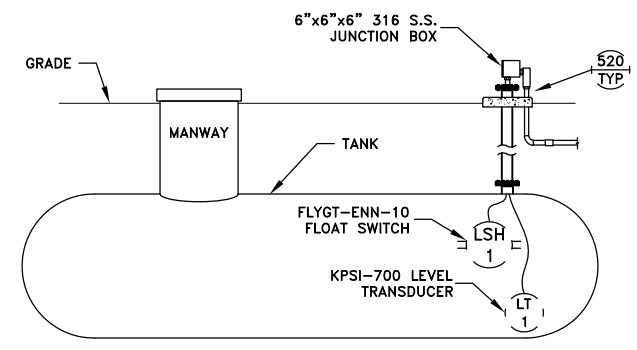 6"x6"x6" 316 S.S.
JUNCTION BOX
GRADE
520
TYP
MANWAY
TANK
FLYGT-ENN-10
FLOAT SWITCH
LSH
1
KPSI-700 LEVEL
TRANSDUCER
LT
1